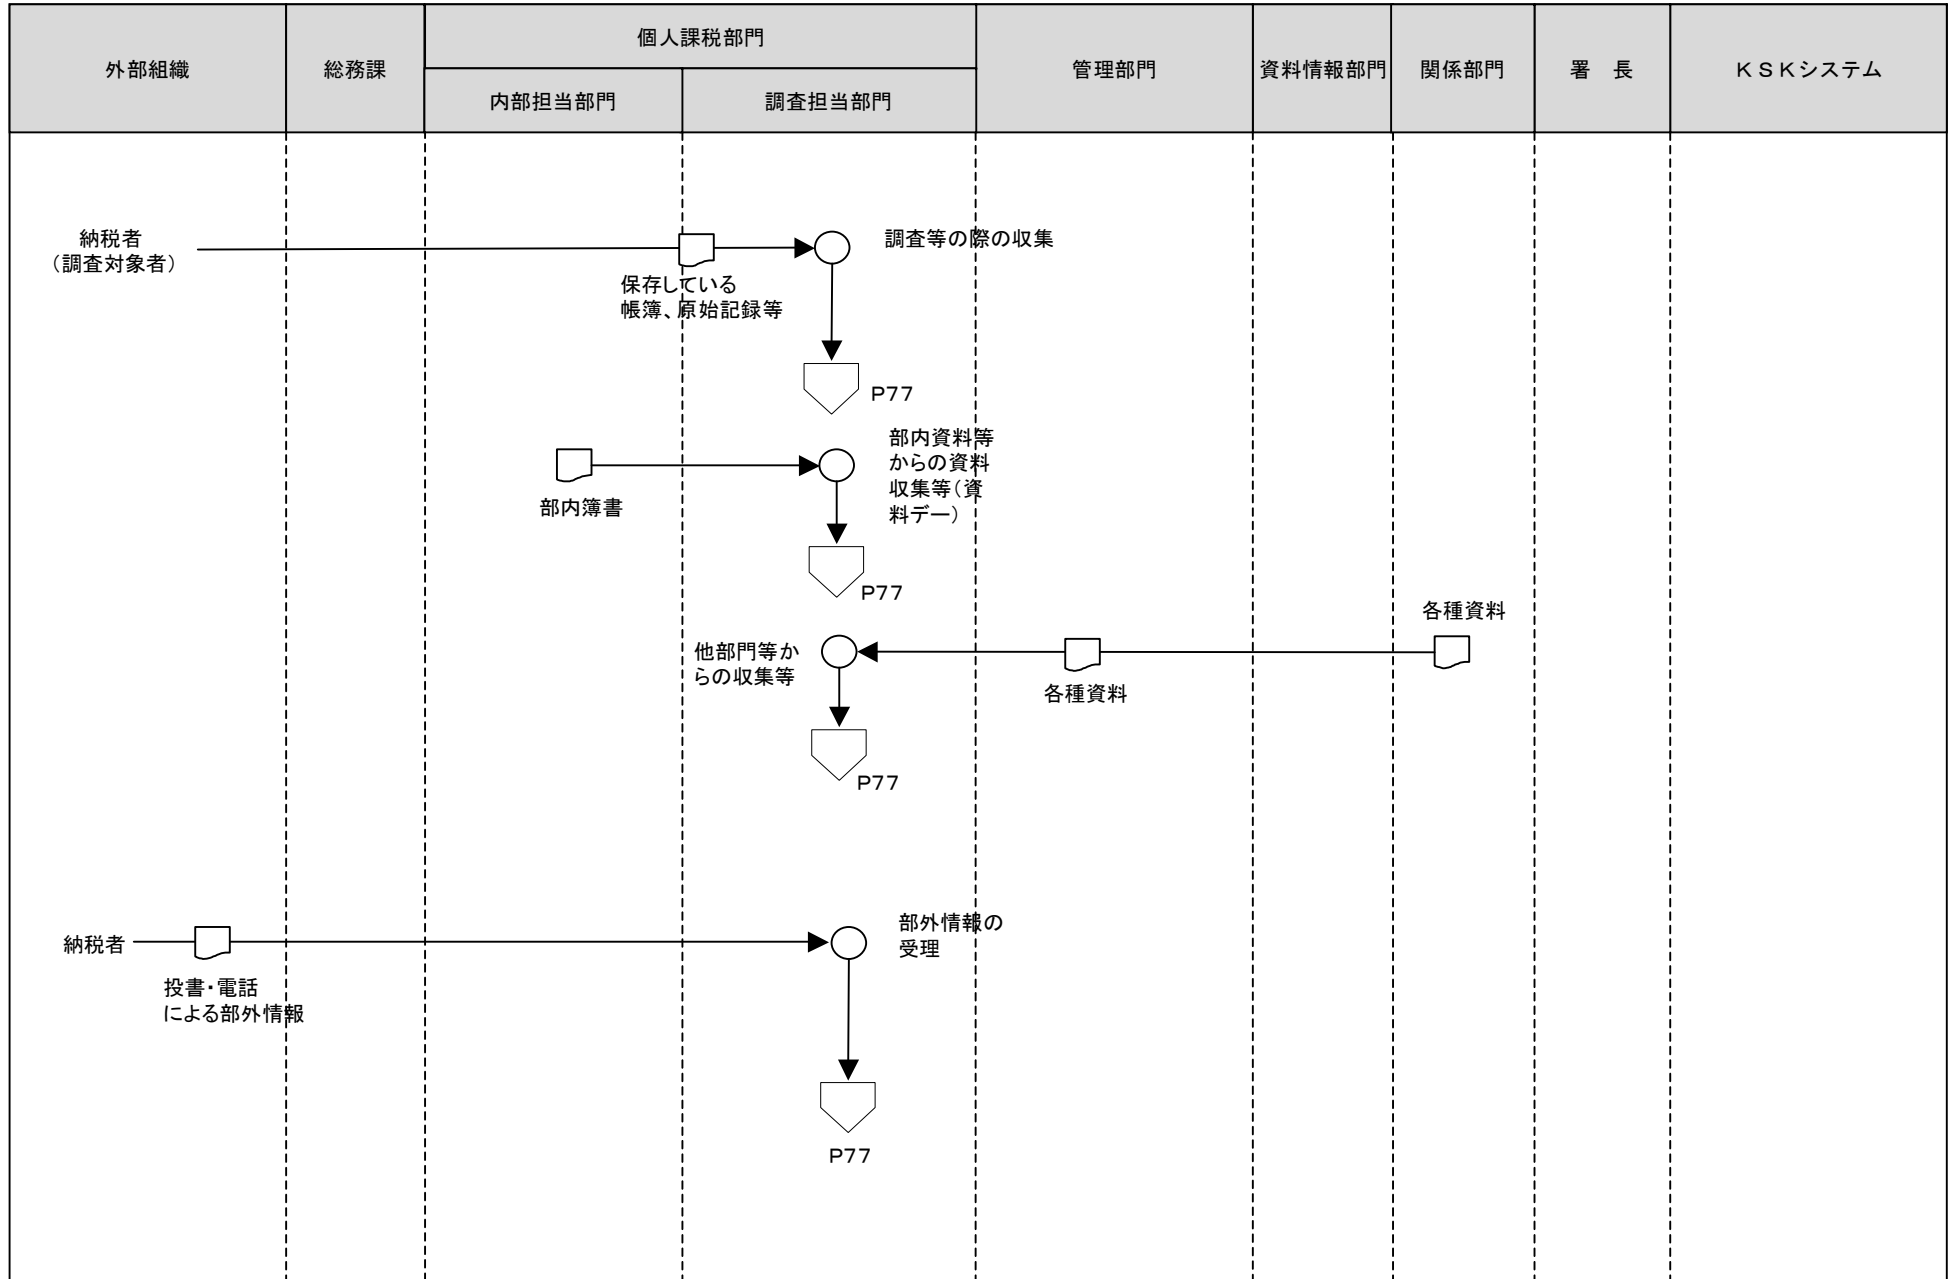 外部組織
総務課
個人課税部門
内部担当部門
調査担当部門
管理部門
資料情報部門
関係部門
署　長
ＫＳＫシステム
納税者
（調査対象者）
保存している
帳簿、原始記録等
調査等の際の収集
P77
部内簿書
部内資料等
からの資料
収集等（資
料デー）
P77
他部門等か
らの収集等
各種資料
各種資料
P77
納税者
投書・電話
による部外情報
部外情報の
受理
P77